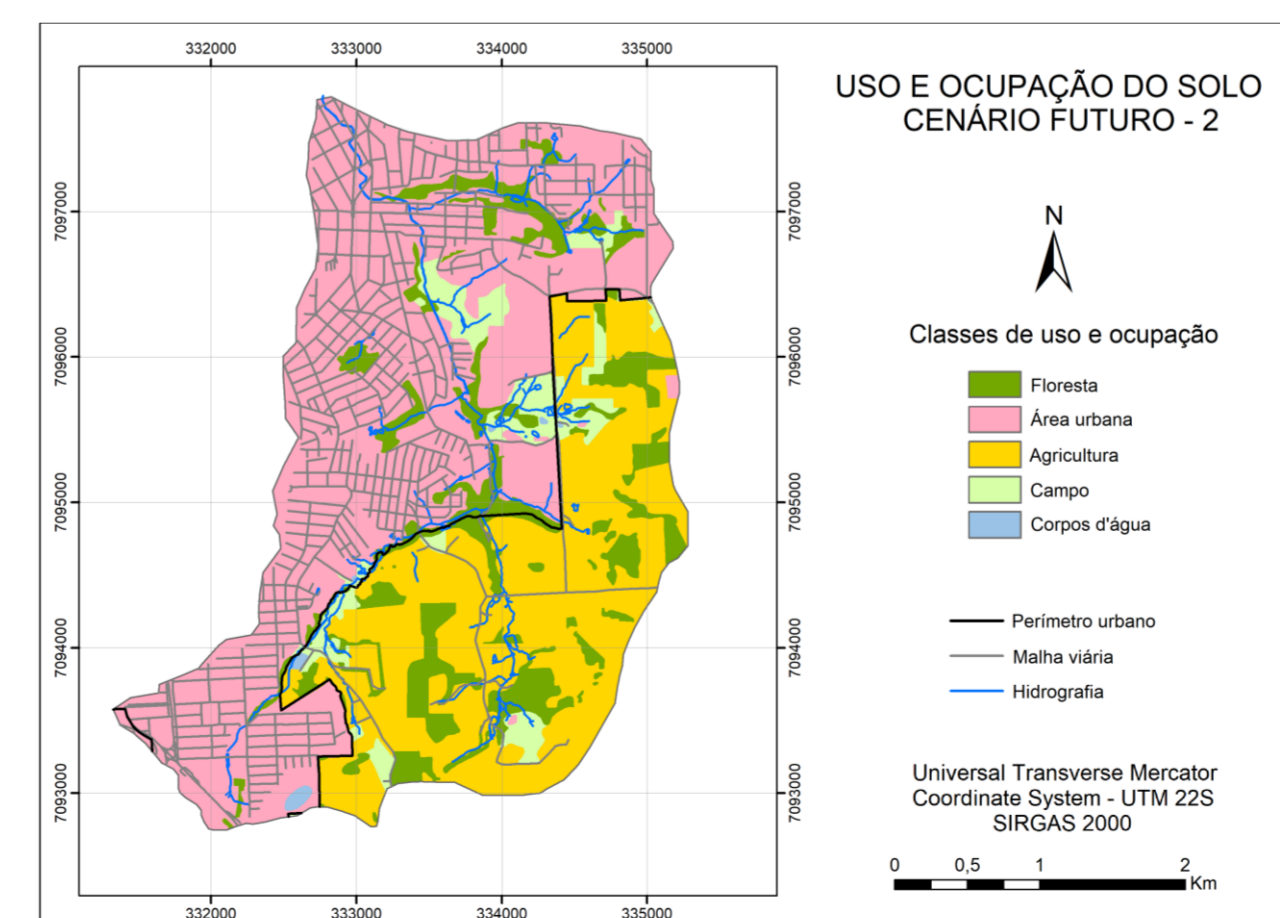 332000 333000 334000 335000
USO E OCUPAÇÃO DO SOLO
CENÁRIO FUTURO - 2
7097000 7097000
N
Classes de uso e ocupação
7096000 7096000
Floresta
Área urbana
Agricultura
7095000 7095000
Campo
Corpos d'água
7094000 7094000
Perímetro urbano
Malha viária
Hidrografia
7093000 7093000
Universal Transverse Mercator
Coordinate System - UTM 22S
SIRGAS 2000
0 0,5 1 2
Km
332000 333000 334000 335000